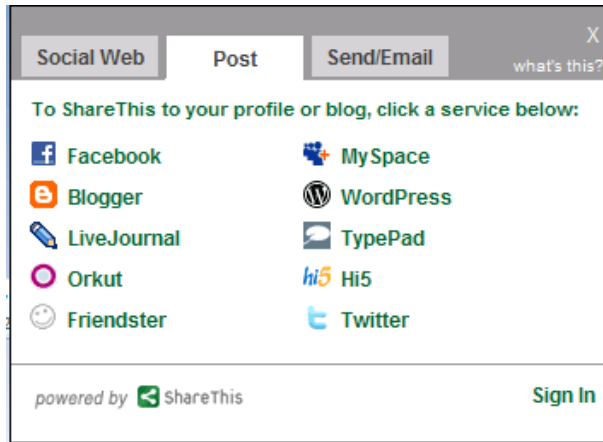 X
Social Web Post Send/Email
what's this?
To ShareThis to your profile or blog, click a service below:
Facebook MySpace
Blogger WordPress
LiveJournal TypePad
Orkut hi5 Hi5
Friendster Twitter
powered by ShareThis Sign In